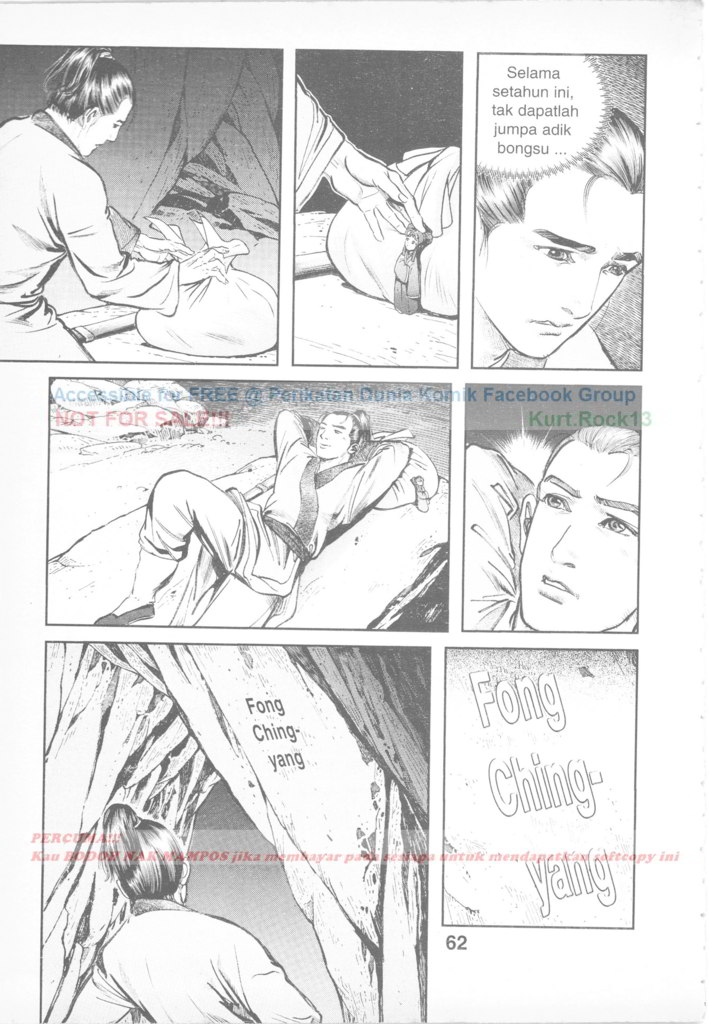 Selama
setahun ini,
tak dapatlah
jumpa adik
bongsu ...
Accessible for FREE @ Petikatan Dunia Komik Facebook Group
NOT FOR SALE!!!
Kurt.Rock13
Fong
Ching-
yang
Fong
Ching-
yang
PERCUMA!!!
Kau BODOH NAK MAMPOS jika membayar pada sesiapa untuk mendapatkan softcopy ini
62